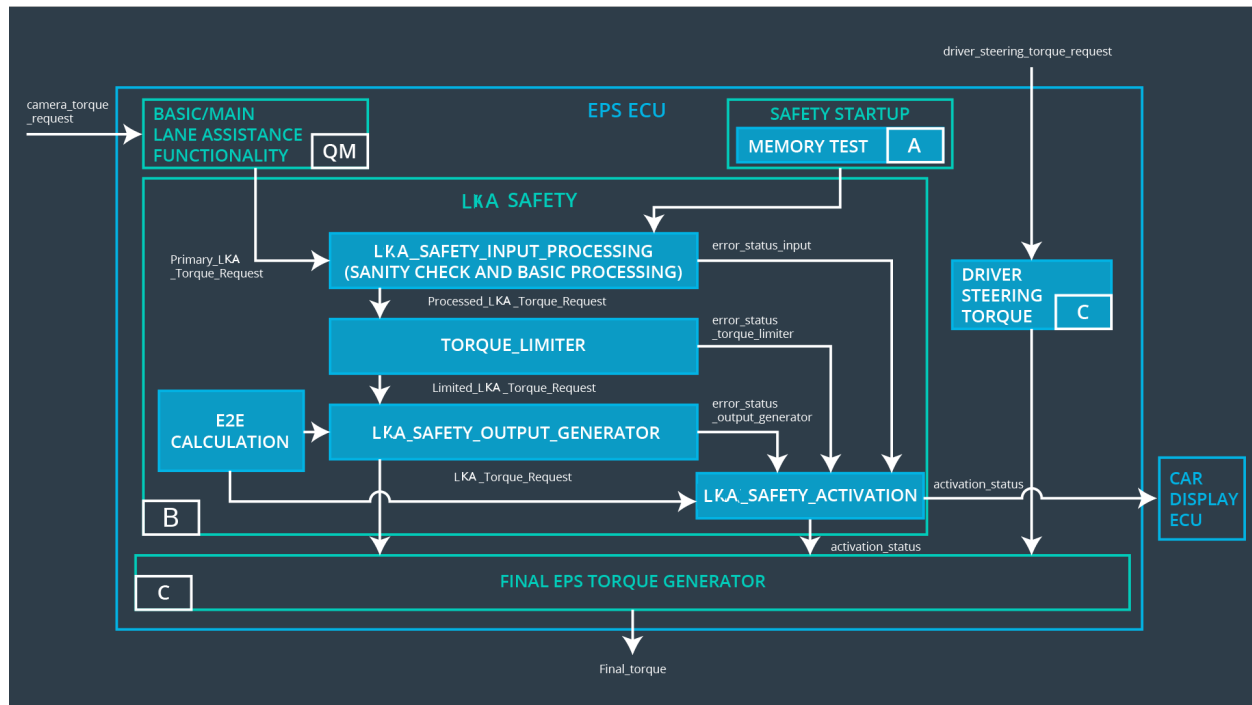 driver_steering_torque_request
camera_torque
_request
EPS ECU
BASIC/MAIN
LANE ASSISTANCE
FUNCTIONALITY
QM
SAFETY STARTUP
MEMORY TEST
A
LKA SAFETY
Primary_LKA
_Torque_Request
LKA_SAFETY_INPUT_PROCESSING
(SANITY CHECK AND BASIC PROCESSING)
error_status_input
DRIVER
STEERING
TORQUE
C
Processed_LKA_Torque_Request
TORQUE_LIMITER
error_status
_torque_limiter
Limited_LKA_Torque_Request
E2E
CALCULATION
LKA_SAFETY_OUTPUT_GENERATOR
error_status
_output_generator
LKA_Torque_Request
LKA_SAFETY_ACTIVATION
activation_status
CAR
DISPLAY
ECU
B
activation_status
FINAL EPS TORQUE GENERATOR
C
Final_torque